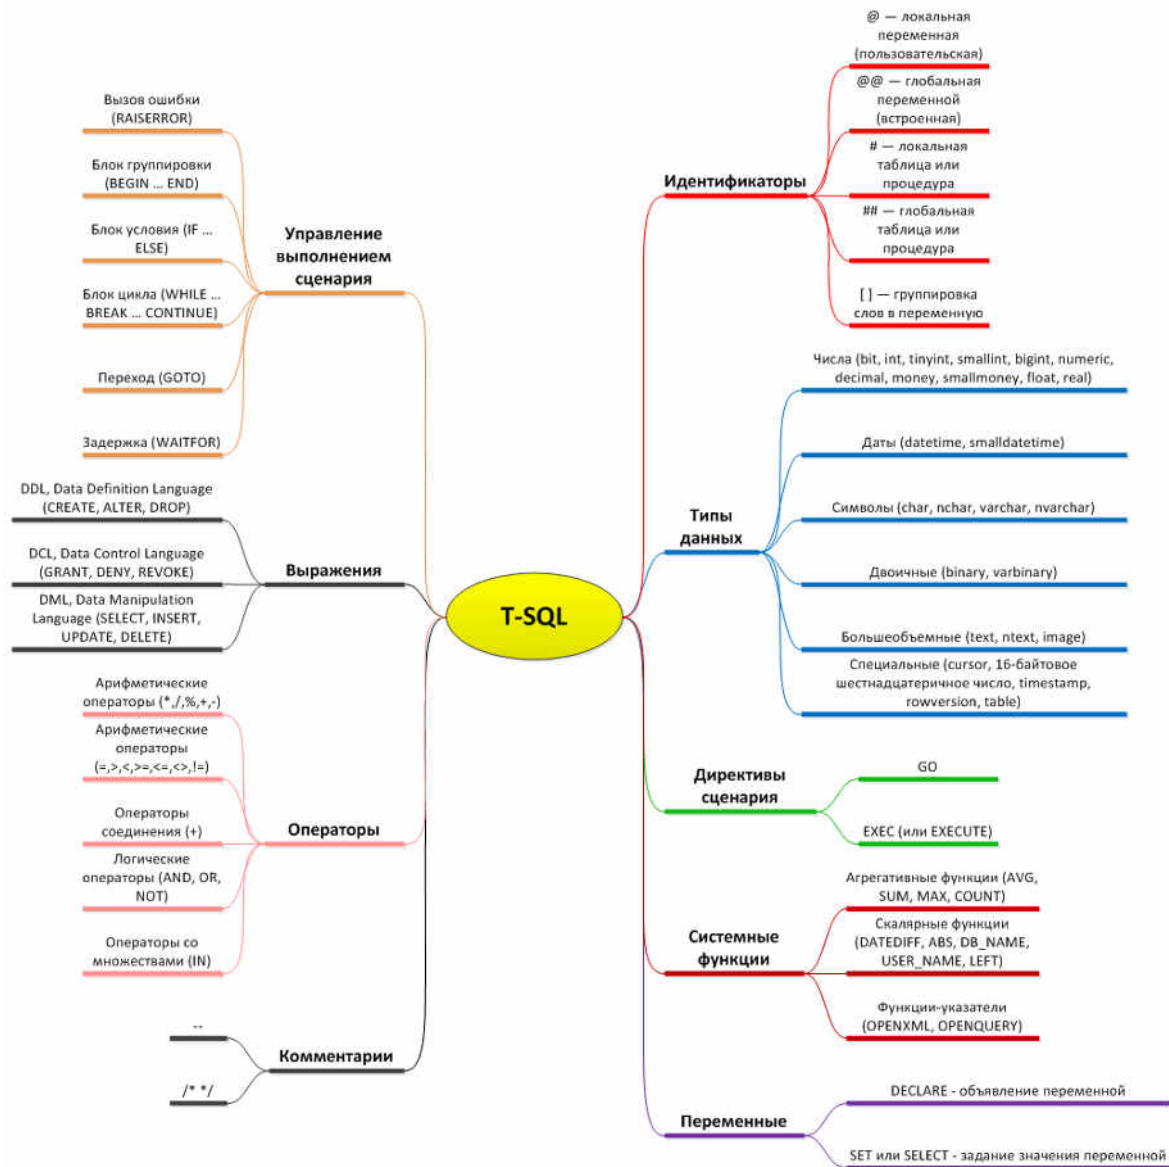 T-SQL
Идентификаторы
@ — локальная
переменная
(пользовательская)
@@ — глобальная
переменной
(встроенная)
# — локальная
таблица или
процедура
## — глобальная
таблица или
процедура
[ ] — группировка
слов в переменную
Типы
данных
Числа (bit, int, tinyint, smallint, bigint, numeric,
decimal, money, smallmoney, float, real)
Даты (datetime, smalldatetime)
Символы (char, nchar, varchar, nvarchar)
Двоичные (binary, varbinary)
Большеобъемные (text, ntext, image)
Специальные (cursor, 16-байтовое
шестнадцатеричное число, timestamp,
rowversion, table)
Директивы
сценария
GO
EXEC (или EXECUTE)
Системные
функции
Агрегативные функции (AVG,
SUM, MAX, COUNT)
Скалярные функции
(DATEDIFF, ABS, DB_NAME,
USER_NAME, LEFT)
Функции-указатели
(OPENXML, OPENQUERY)
Переменные
DECLARE - объявление переменной
SET или SELECT - задание значения переменной
Управление
выполнением
сценария
Вызов ошибки
(RAISERROR)
Блок группировки
(BEGIN ... END)
Блок условия (IF ...
ELSE)
Блок цикла (WHILE ...
BREAK ... CONTINUE)
Переход (GOTO)
Задержка (WAITFOR)
Выражения
DDL, Data Definition Language
(CREATE, ALTER, DROP)
DCL, Data Control Language
(GRANT, DENY, REVOKE)
DML, Data Manipulation
Language (SELECT, INSERT,
UPDATE, DELETE)
Операторы
Арифметические
операторы (*,/,%,+,-)
Арифметические
операторы
(=,>,<,>=,<=,<>,!=)
Операторы
соединения (+)
Логические
операторы (AND, OR,
NOT)
Операторы со
множествами (IN)
Комментарии
--
/* */